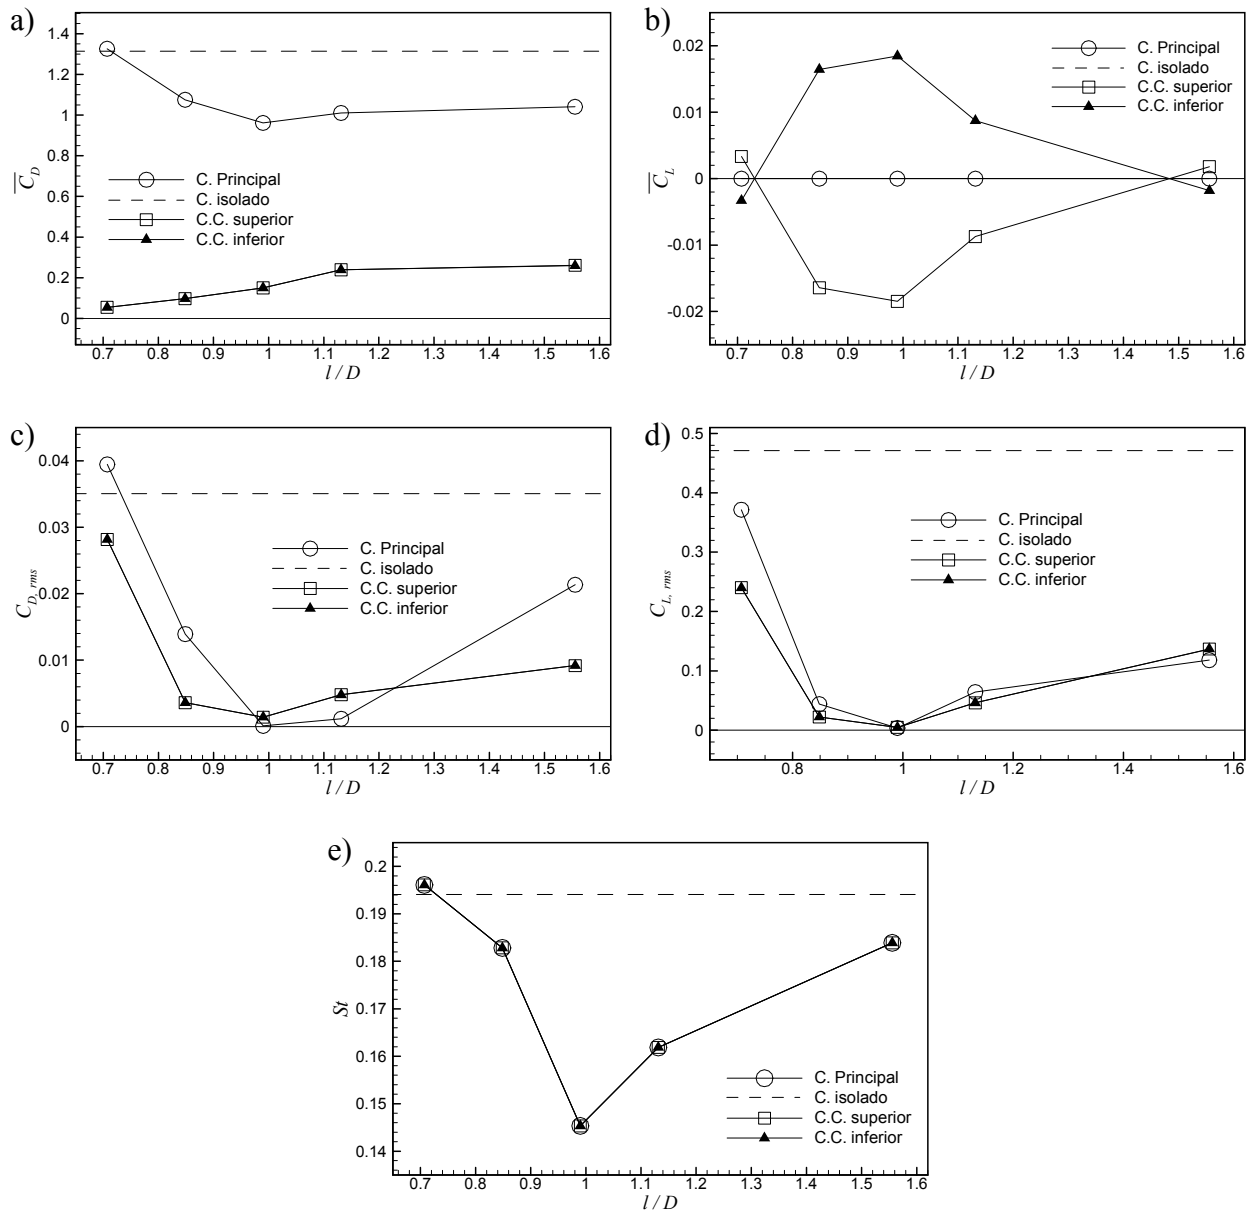 a)
1.4
1.2
1
0.8
0.6
0.4
0.2
0
C_D
C. Principal
C. isolado
C.C. superior
C.C. inferior
0.7 0.8 0.9 1 1.1 1.2 1.3 1.4 1.5 1.6
l / D
b)
0.02
0.01
0
-0.01
-0.02
C_L
C. Principal
C. isolado
C.C. superior
C.C. inferior
0.7 0.8 0.9 1 1.1 1.2 1.3 1.4 1.5 1.6
l / D
c)
0.04
0.03
0.02
0.01
0
C_D, rms
C. Principal
C. isolado
C.C. superior
C.C. inferior
0.7 0.8 0.9 1 1.1 1.2 1.3 1.4 1.5 1.6
l / D
d)
0.5
0.4
0.3
0.2
0.1
0
C_L, rms
C. Principal
C. isolado
C.C. superior
C.C. inferior
0.8 1 1.2 1.4 1.6
l / D
e)
0.2
0.19
0.18
0.17
0.16
0.15
0.14
St
C. Principal
C. isolado
C.C. superior
C.C. inferior
0.7 0.8 0.9 1 1.1 1.2 1.3 1.4 1.5 1.6
l / D